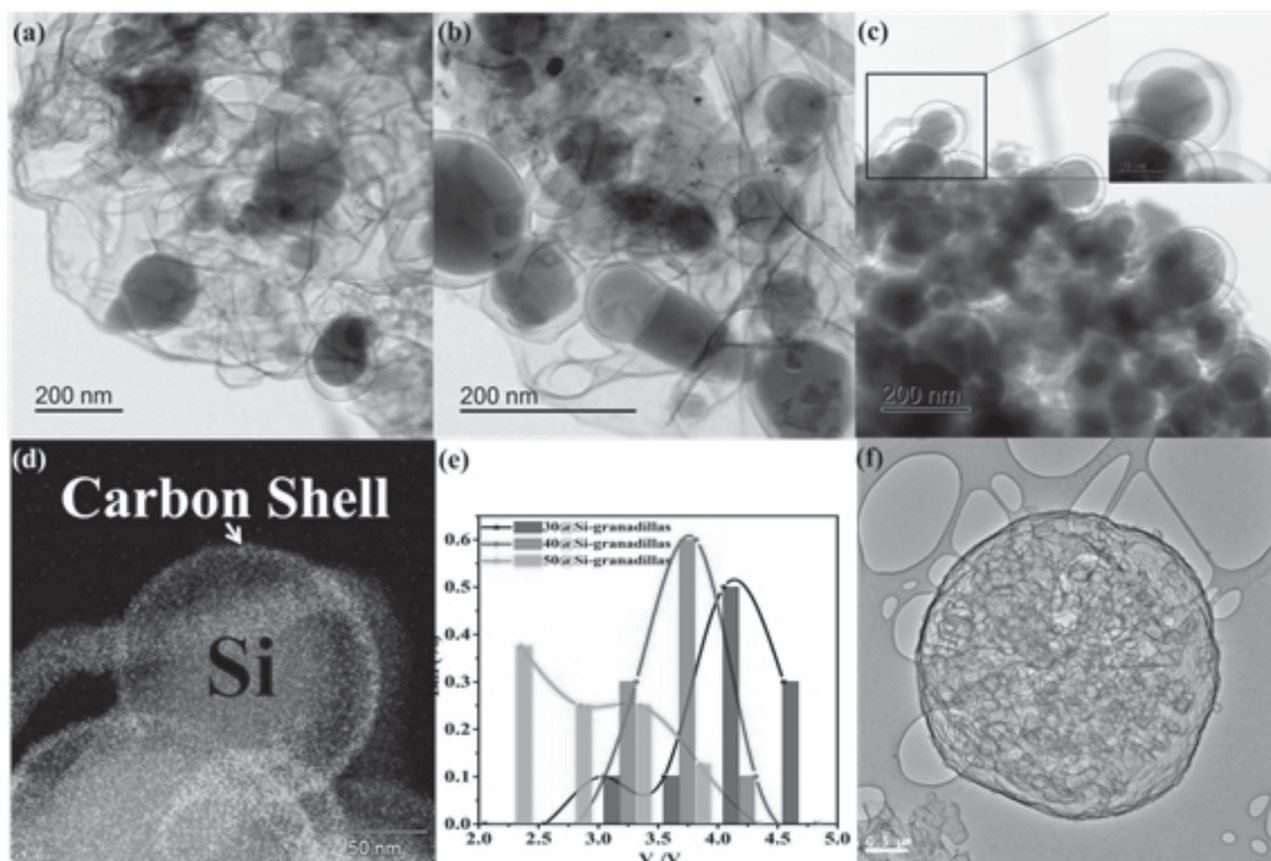 (a)
200 nm
(b)
200 nm
(c)
200 nm
(d)
Carbon Shell
Si
50 nm
(e)
30@Si-granadillas
40@Si-granadillas
50@Si-granadillas
0.6
0.5
0.4
0.3
0.2
0.1
0.0
2.0 2.5 3.0 3.5 4.0 4.5 5.0
(f)